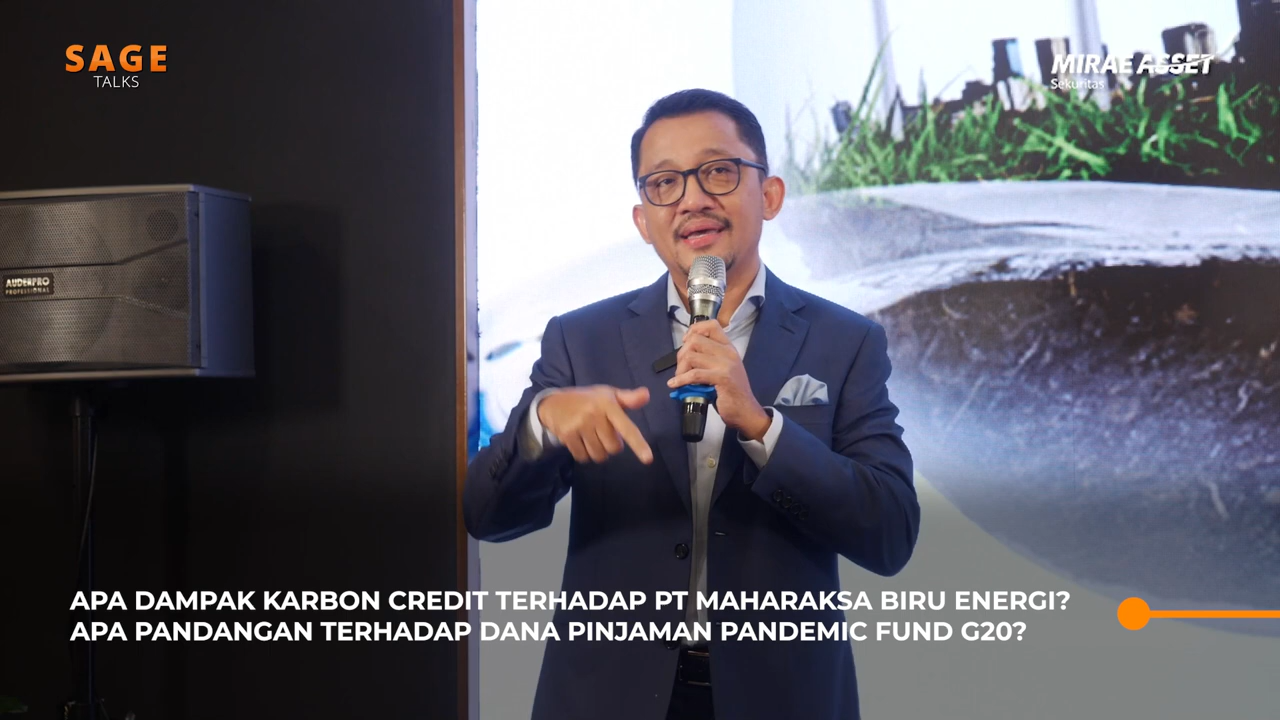 SAGE
TALKS
MIRAE ASSET
Sekuritas
AUDERPRO
PROFESSIONAL
APA DAMPAK KARBON CREDIT TERHADAP PT MAHARAKSA BIRU ENERGI?
APA PANDANGAN TERHADAP DANA PINJAMAN PANDEMIC FUND G20?